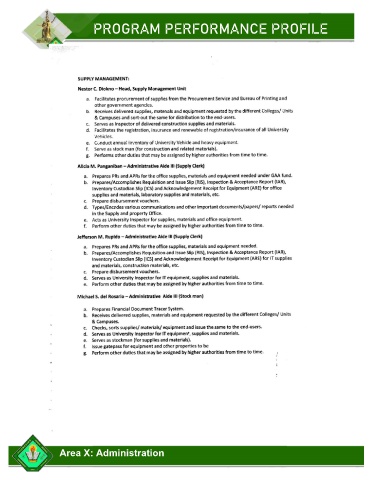 PROGRAM PERFORMANCE PROFILE
SUPPLY MANAGEMENT:
Nestor C. Diokno – Head, Supply Management Unit
a. Facilitates procurement of supplies from the Procurement Service and Bureau of Printing and
other government agencies.
b. Receives delivered supplies, materials and equipment requested by the different Colleges/ Units
& Campuses and sort-out the same for distribution to the end-users.
c. Serves as inspector of delivered construction supplies and materials.
d. Facilitates the registration, insurance and renewable of registration/insurance of all University
Vehicles.
e. Conduct annual inventory of University Vehicle and heavy equipment.
f. Serve as stock man (for construction and related materials).
g. Performs other duties that may be assigned by higher authorities from time to time.
Alicia M. Panganiban – Administrative Aide III (Supply Clerk)
a. Prepares PRs and APRs for the office supplies, materials and equipment needed under GAA fund.
b. Prepares/Accomplishes Requisition and Issue Slip (RIS), Inspection & Acceptance Report (IAR),
Inventory Custodian Slip (ICS) and Acknowledgement Receipt for Equipment (ARE) for office
supplies and materials, laboratory supplies and materials, etc.
c. Prepare disbursement vouchers.
d. Types/Encodes various communications and other important documents/papers/ reports needed
in the Supply and property Office.
e. Acts as University Inspector for supplies, materials and office equipment.
f. Perform other duties that may be assigned by higher authorities from time to time.
Jefferson M. Rupido – Administrative Aide III (Supply Clerk)
a. Prepares PRs and APRs for the office supplies, materials and equipment needed.
b. Prepares/Accomplishes Requisition and Issue Slip (RIS), Inspection & Acceptance Report (IAR),
Inventory Custodian Slip (ICS) and Acknowledgement Receipt for Equipment (ARE) for IT supplies
and materials, construction materials, etc.
c. Prepare disbursement vouchers.
d. Serves as University Inspector for IT equipment, supplies and materials.
e. Perform other duties that may be assigned by higher authorities from time to time.
Michael S. del Rosario – Administrative Aide III (Stock man)
a. Prepares Financial Document Tracer System.
b. Receives delivered supplies, materials and equipment requested by the different Colleges/ Units
& Campuses.
c. Checks, sorts supplies/ materials/ equipment and issue the same to the end-users.
d. Serves as University Inspector for IT equipment, supplies and materials.
e. Serves as stockman (for supplies and materials).
f. Issue gatepass for equipment and other properties to be
g. Perform other duties that may be assigned by higher authorities from time to time.
Area X: Administration